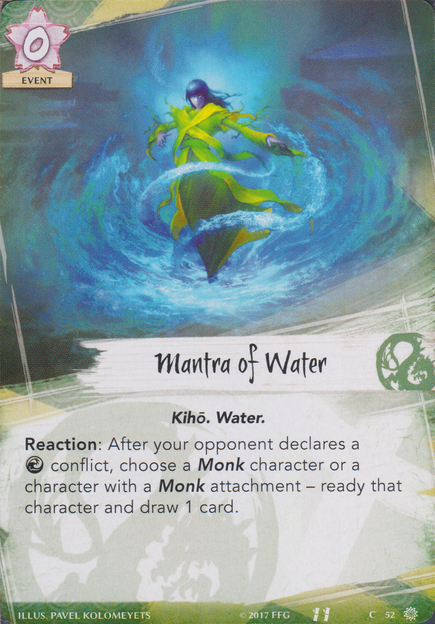 0
EVENT
Mantra of Water
Kihō. Water.
Reaction: After your opponent declares a
conflict, choose a Monk character or a
character with a Monk attachment – ready that
character and draw 1 card.
ILLUS. PAVEL KOLOMEYETS © 2017 FFG C 52